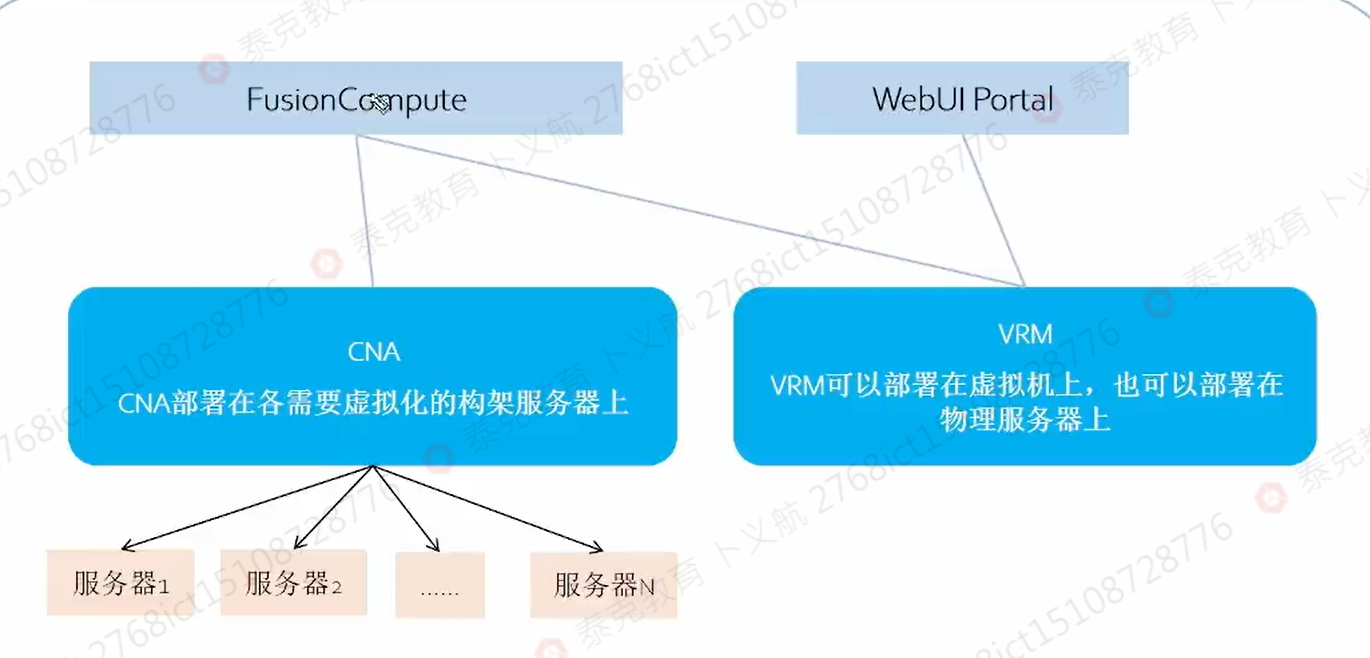 FusionCompute
WebUI Portal
CNA
CNA部署在各需要虚拟化的构架服务器上
VRM
VRM可以部署在虚拟机上，也可以部署在
物理服务器上
服务器1
服务器2
......
服务器N
泰克教育 卜义航 2768ict15108728776